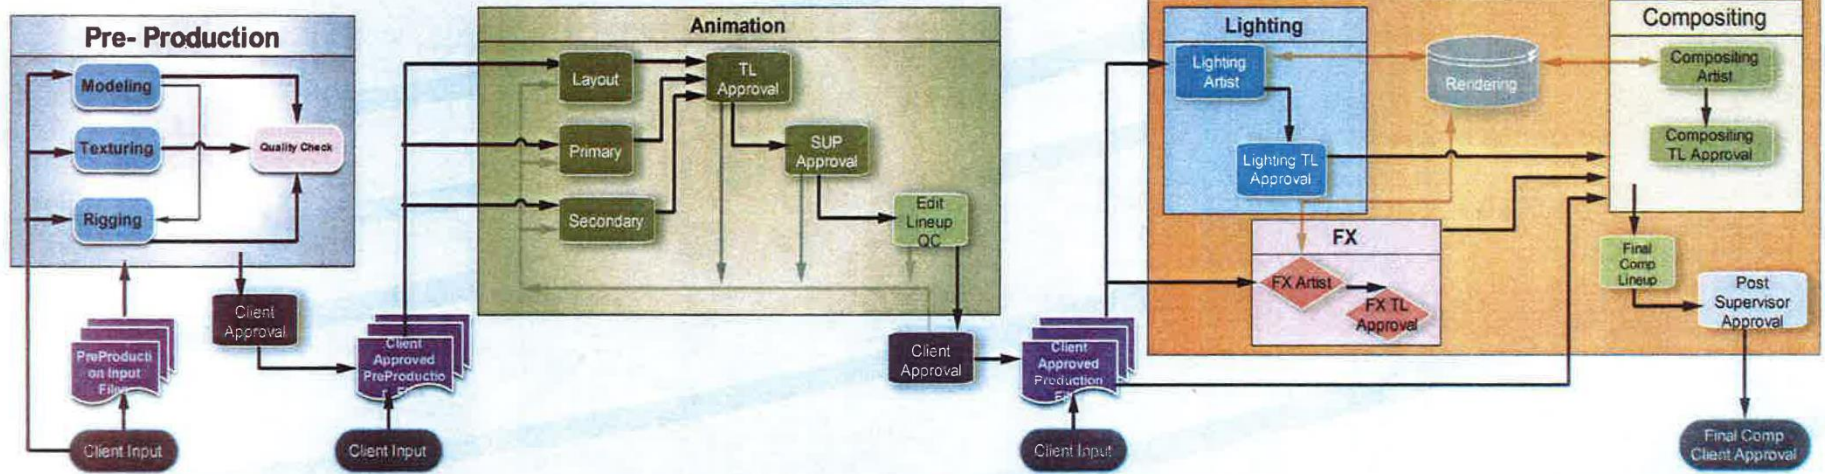 Pre- Production
Modeling
Texturing
Quality Check
Rigging
Client
Approval
PreProducti
on Input
Files
Client Input
Animation
Layout
TL
Approval
Primary
SUP
Approval
Secondary
Edit
Lineup
QC
Client
Approved
PreProductio
Client Input
Client
Approval
Client
Approved
Production
Client Input
Lighting
Lighting
Artist
Lighting TL
Approval
Rendering
FX
FX Artist
FX TL
Approval
Compositing
Compositing
Artist
Compositing
TL Approval
Final
Comp
Lineup
Post
Supervisor
Approval
Final Comp
Client Approval